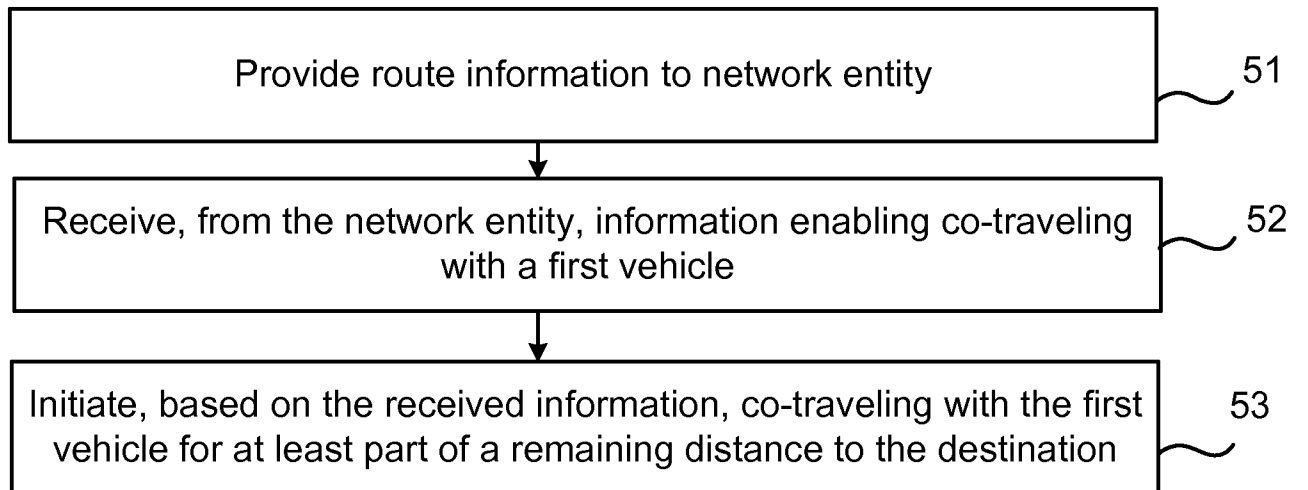 Provide route information to network entity
51
Receive, from the network entity, information enabling co-traveling
with a first vehicle
52
Initiate, based on the received information, co-traveling with the first
vehicle for at least part of a remaining distance to the destination
53